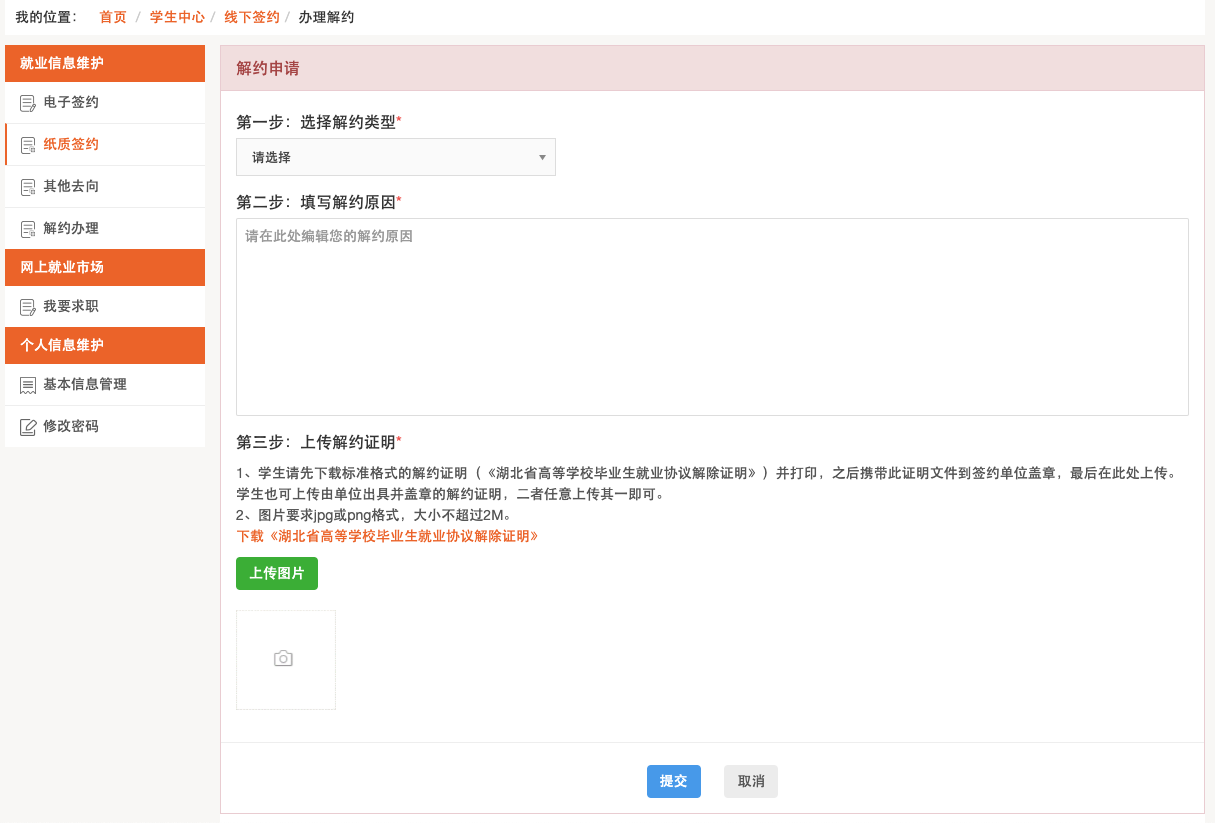 我的位置： 首页 / 学生中心 / 线下签约 / 办理解约
就业信息维护
电子签约
纸质签约
其他去向
解约办理
网上就业市场
我要求职
个人信息维护
基本信息管理
修改密码
解约申请
第一步：选择解约类型*
请选择
第二步：填写解约原因*
请在此处编辑您的解约原因
第三步：上传解约证明*
1、学生请先下载标准格式的解约证明（《湖北省高等学校毕业生就业协议解除证明》）并打印，之后携带此证明文件到签约单位盖章，最后在此处上传。
学生也可上传由单位出具并盖章的解约证明，二者任意上传其一即可。
2、图片要求jpg或png格式，大小不超过2M。
下载《湖北省高等学校毕业生就业协议解除证明》
上传图片
提交 取消